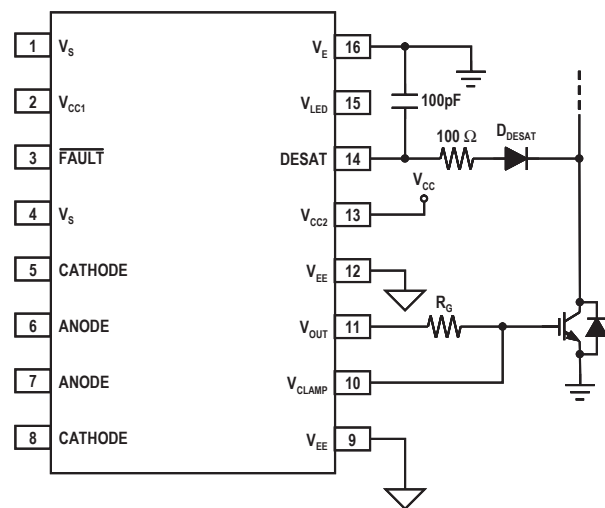 1 V_S
2 V_CC1
3 FAULT
4 V_S
5 CATHODE
6 ANODE
7 ANODE
8 CATHODE
V_E 16
V_LED 15
DESAT 14
V_CC2 13
V_EE 12
V_OUT 11
V_CLAMP 10
V_EE 9
100pF
100 Ω
D_DESAT
V_CC
R_G